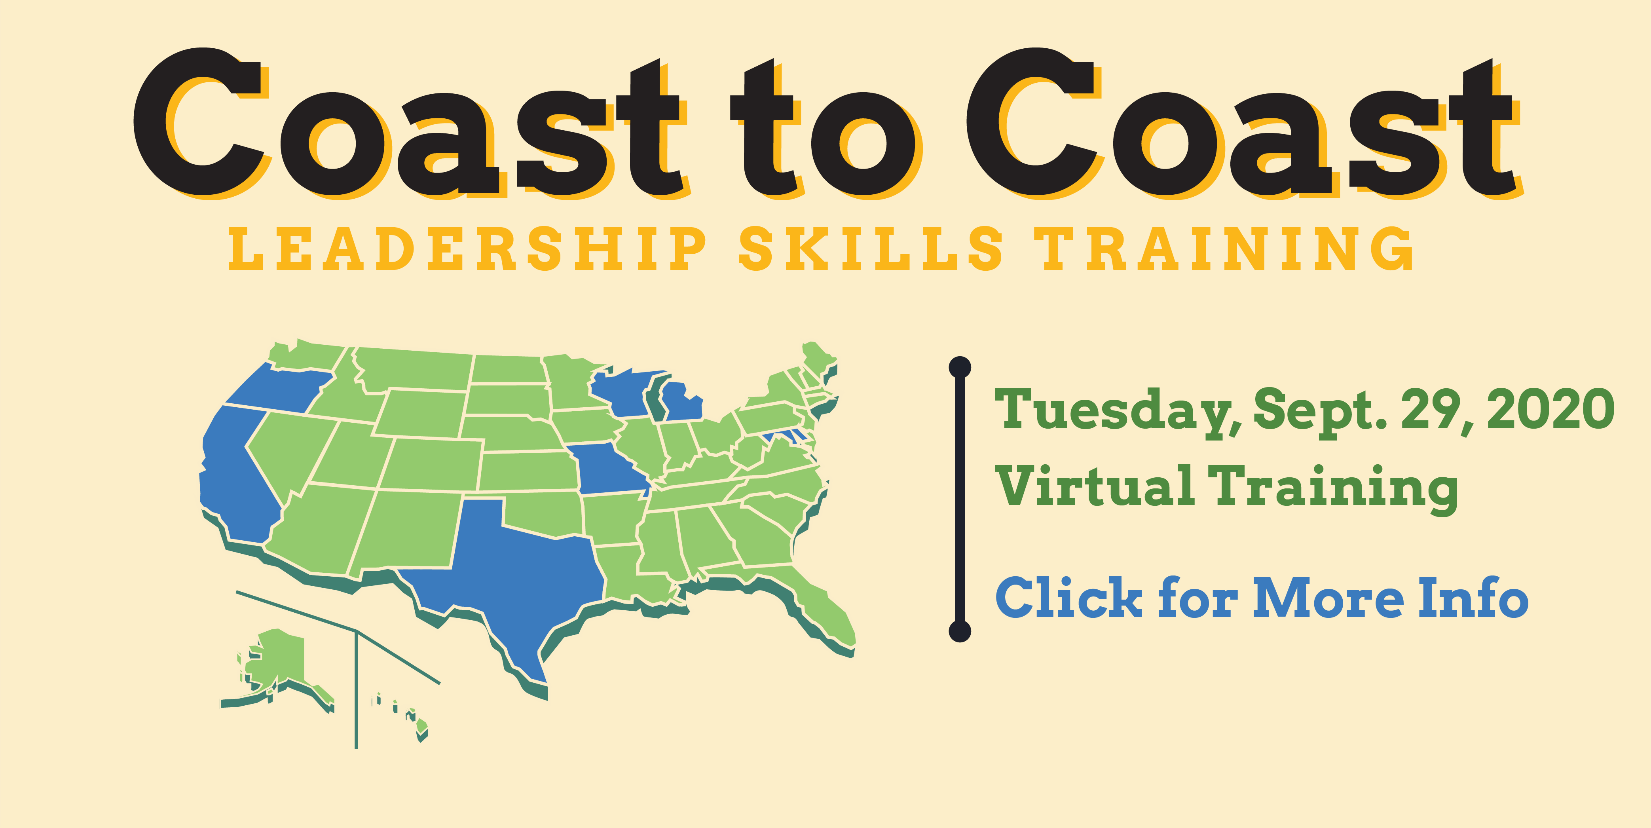 Coast to Coast
LEADERSHIP SKILLS TRAINING
Tuesday, Sept. 29, 2020
Virtual Training
Click for More Info